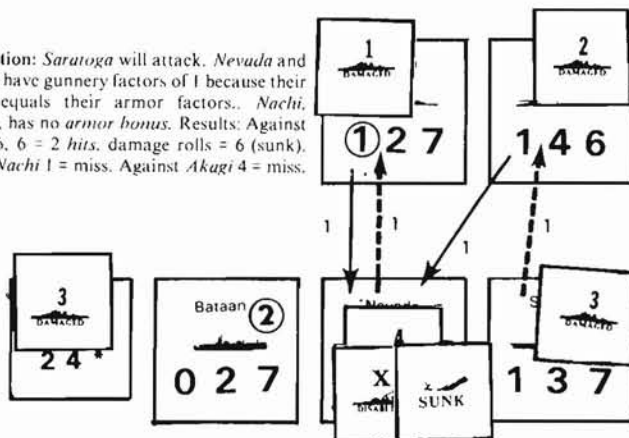 tion: Saratoga will attack. Nevada and
have gunnery factors of 1 because their
equals their armor factors.. Nachi,
, has no armor bonus. Results: Against
6, 6 = 2 hits. damage rolls = 6 (sunk).
Nachi 1 = miss. Against Akagi 4 = miss.
1
DAMAGED
1 2 7
2
DAMAGED
1 4 6
1
1
1
1
3
DAMAGED
2 4 *
Bataan 2
0 2 7
Nevada
4
X
SUNK
S
3
DAMAGED
1 3 7